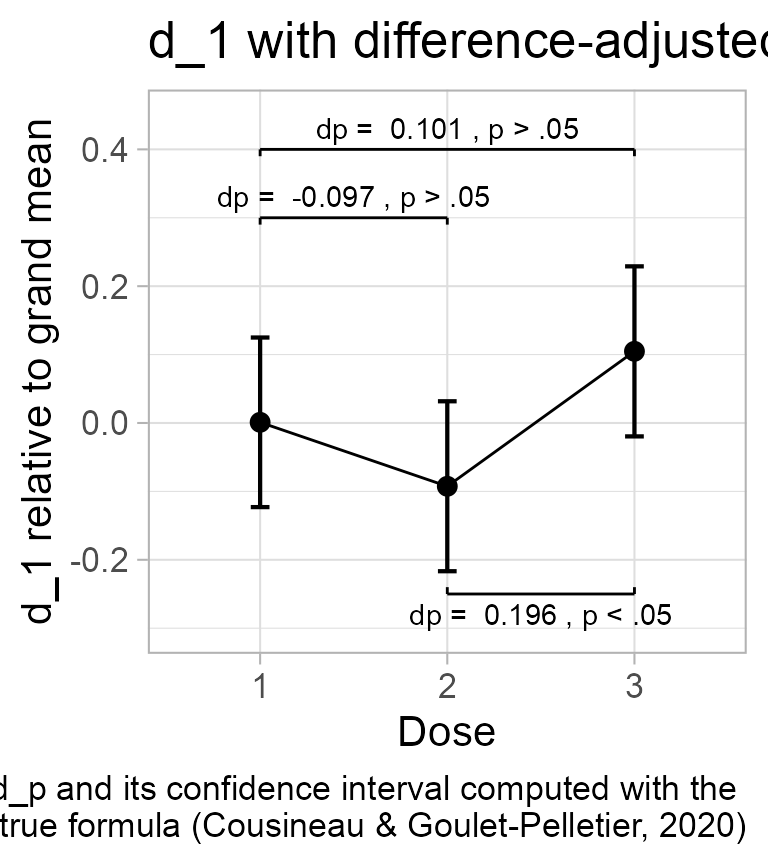 d_1 with difference-adjusted
d_1 relative to grand mean
0.4
0.2
0.0
-0.2
dp = 0.101 , p > .05
dp = -0.097 , p > .05
dp = 0.196 , p < .05
1 2 3
Dose
d_p and its confidence interval computed with the
true formula (Cousineau & Goulet-Pelletier, 2020)